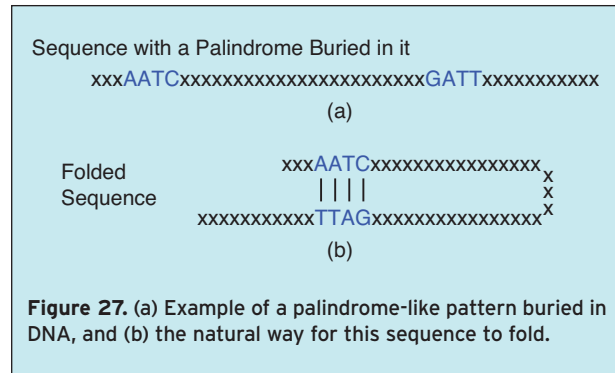 Sequence with a Palindrome Buried in it
xxxAATCxxxxxxxxxxxxxxxxxxxxxxxGATTxxxxxxxxxxx
(a)
Folded
Sequence
xxxAATCxxxxxxxxxxxxxxxx
x
x
x
| | | |
xxxxxxxxxxxTTAGxxxxxxxxxxxxxxxx
(b)
Figure 27. (a) Example of a palindrome-like pattern buried in
DNA, and (b) the natural way for this sequence to fold.